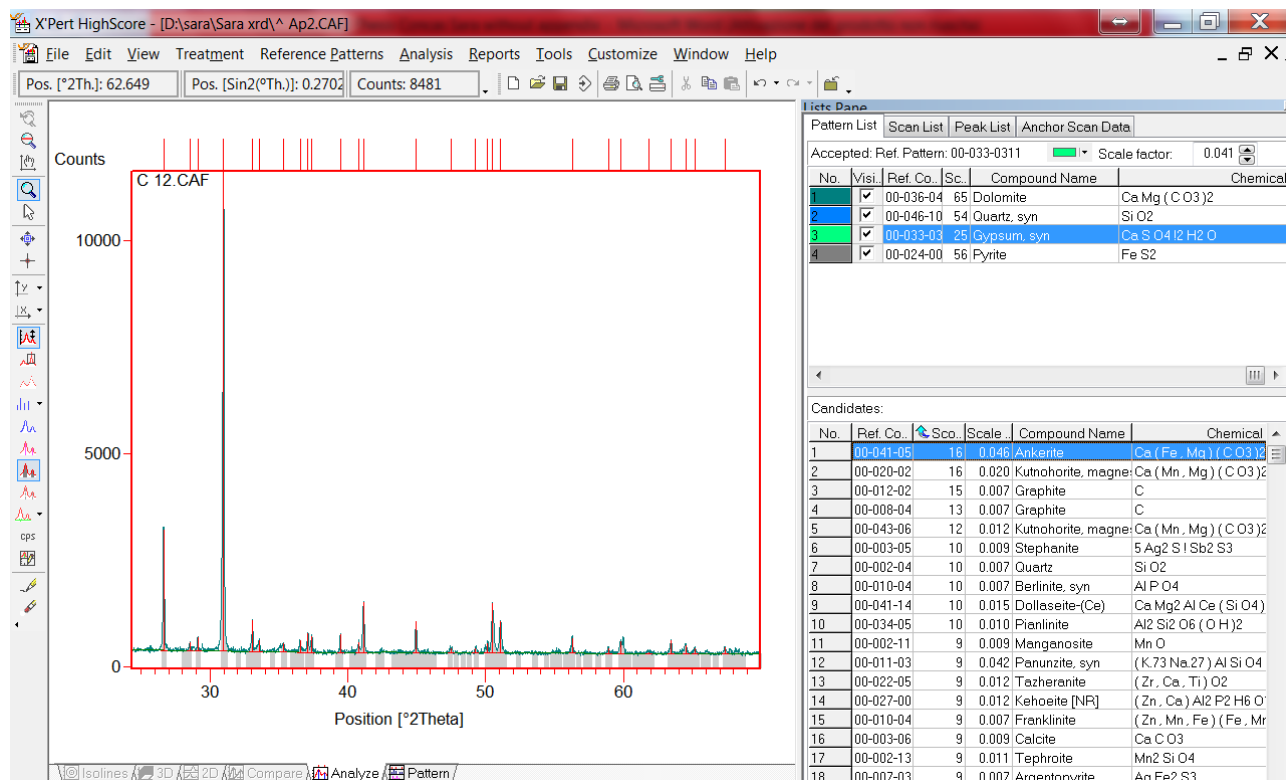 X'Pert HighScore - [D:\sara\Sara xrd\^ Ap2.CAF]
File Edit View Treatment Reference Patterns Analysis Reports Tools Customize Window Help
Pos. [°2Th.]: 62.649 Pos. [Sin2(°Th.)]: 0.2702 Counts: 8481
Lists Pane
Pattern List Scan List Peak List Anchor Scan Data
Accepted: Ref. Pattern: 00-033-0311 Scale factor: 0.041
No. Visi.. Ref. Co.. Sc.. Compound Name Chemical
1 00-036-04 65 Dolomite Ca Mg ( C O3 )2
2 00-046-10 54 Quartz, syn Si O2
3 00-033-03 25 Gypsum, syn Ca S O4 !2 H2 O
4 00-024-00 56 Pyrite Fe S2
Counts
C 12.CAF
10000
5000
0
30 40 50 60
Position [°2Theta]
cps
Candidates:
No. Ref. Co.. Sco.. Scale .. Compound Name Chemical
1 00-041-05 16 0.046 Ankerite Ca ( Fe , Mg ) ( C O3 )2
2 00-020-02 16 0.020 Kutnohorite, magne: Ca ( Mn , Mg ) ( C O3 )2
3 00-012-02 15 0.007 Graphite C
4 00-008-04 13 0.007 Graphite C
5 00-043-06 12 0.012 Kutnohorite, magne: Ca ( Mn , Mg ) ( C O3 )2
6 00-003-05 10 0.009 Stephanite 5 Ag2 S ! Sb2 S3
7 00-002-04 10 0.007 Quartz Si O2
8 00-010-04 10 0.007 Berlinite, syn Al P O4
9 00-041-14 10 0.015 Dollaseite-(Ce) Ca Mg2 Al Ce ( Si O4 )
10 00-034-05 10 0.010 Pianlinite Al2 Si2 O6 ( O H )2
11 00-002-11 9 0.009 Manganosite Mn O
12 00-011-03 9 0.042 Panunzite, syn ( K.73 Na.27 ) Al Si O4
13 00-022-05 9 0.012 Tazheranite ( Zr , Ca , Ti ) O2
14 00-027-00 9 0.012 Kehoeite [NR] ( Zn , Ca ) Al2 P2 H6 O
15 00-010-04 9 0.007 Franklinite ( Zn , Mn , Fe ) ( Fe , Mr
16 00-003-06 9 0.009 Calcite Ca C O3
17 00-002-13 9 0.011 Tephroite Mn2 Si O4
18 00-007-03 9 0.007 Argentopyrite Ag Fe2 S3
Isolines 3D 2D Compare Analyze Pattern